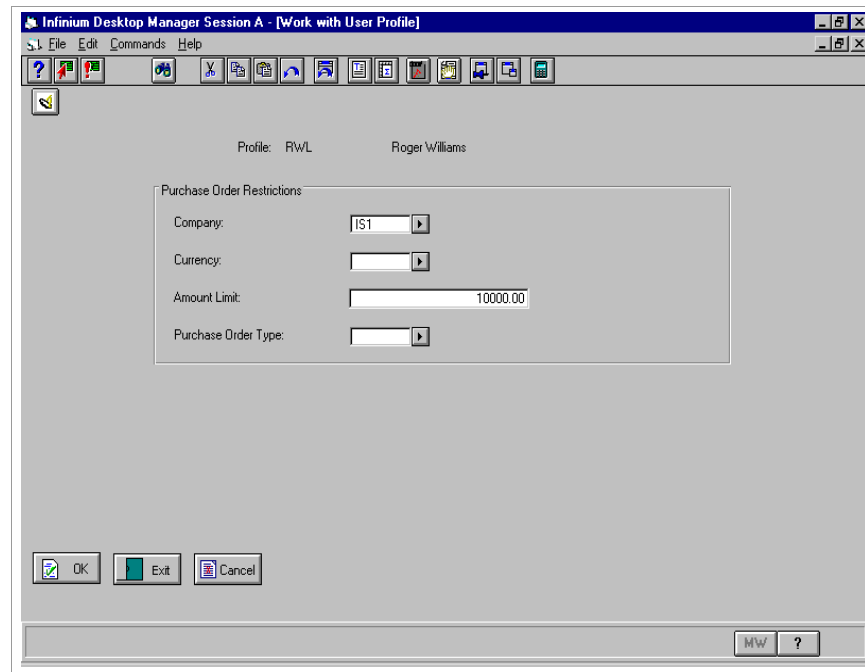 Infinium Desktop Manager Session A - [Work with User Profile]
File Edit Commands Help
Profile: RWL Roger Williams
Purchase Order Restrictions
Company: IS1
Currency:
Amount Limit: 10000.00
Purchase Order Type:
OK Exit Cancel
MW ?